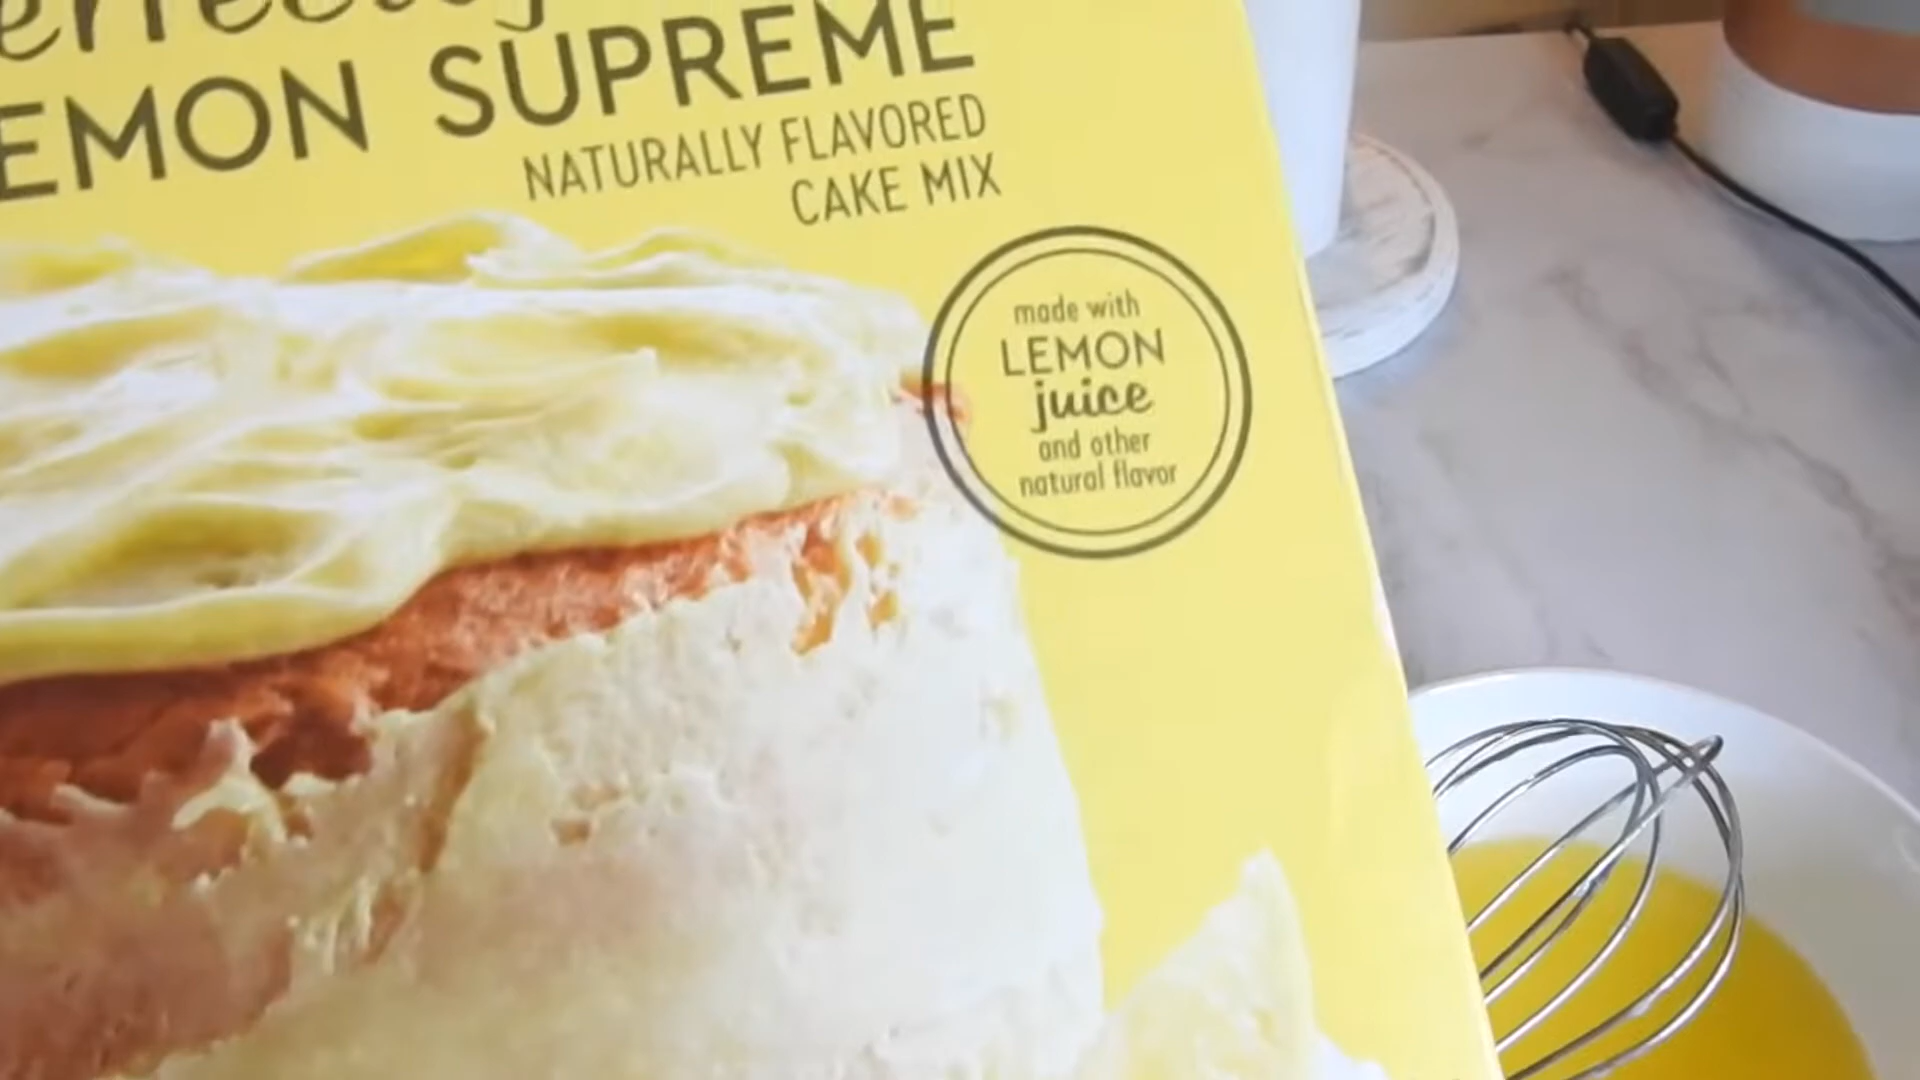 EMON SUPREME
NATURALLY FLAVORED
CAKE MIX
made with
LEMON
juice
and other
natural flavor